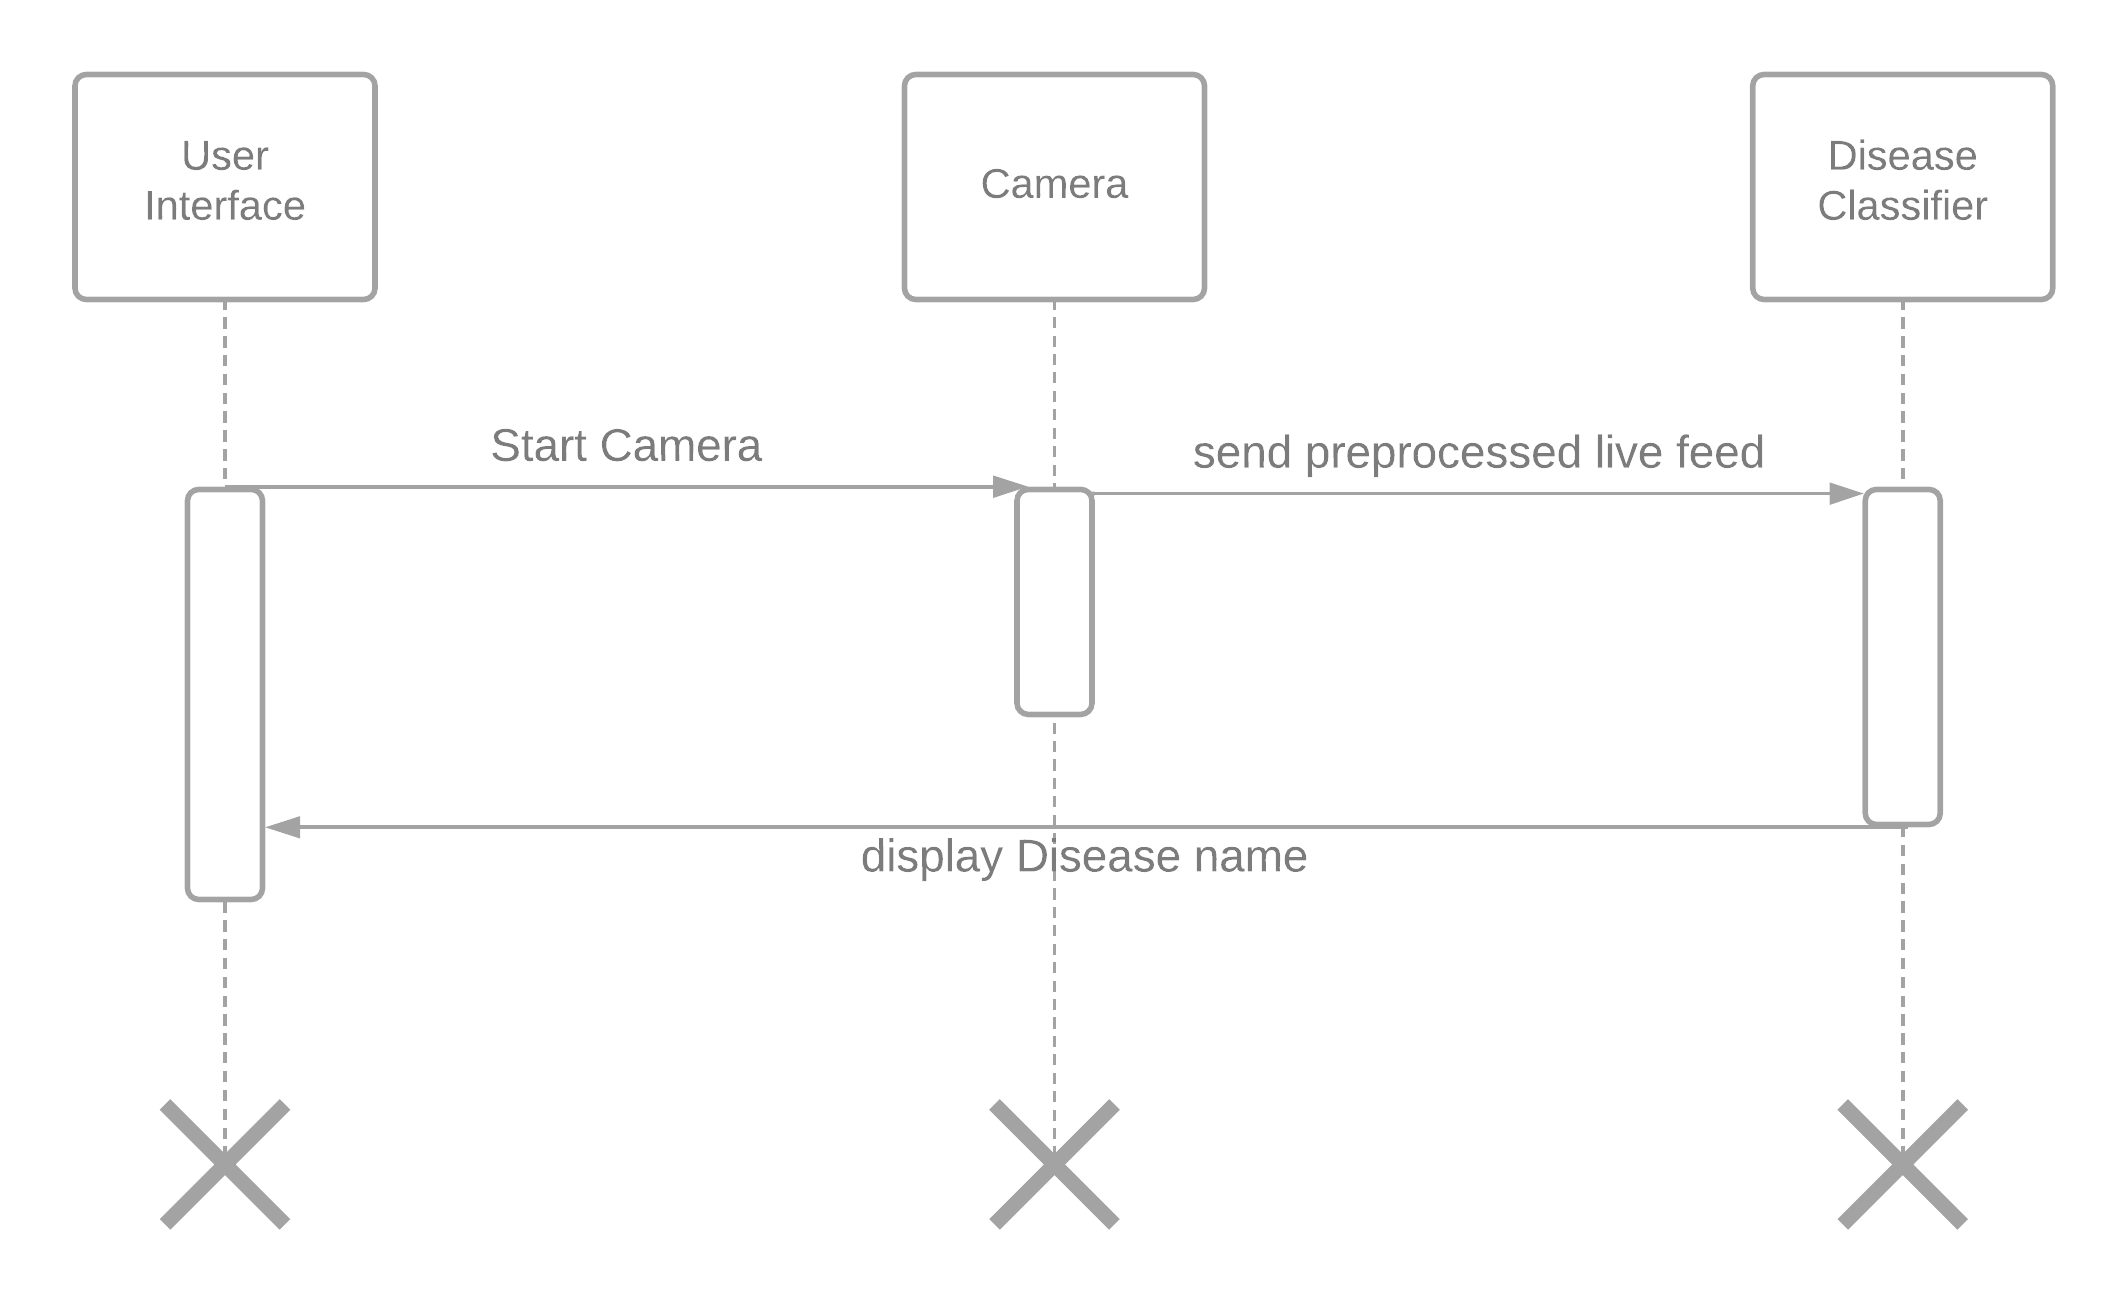 User
Interface
Camera
Disease
Classifier
Start Camera
send preprocessed live feed
display Disease name